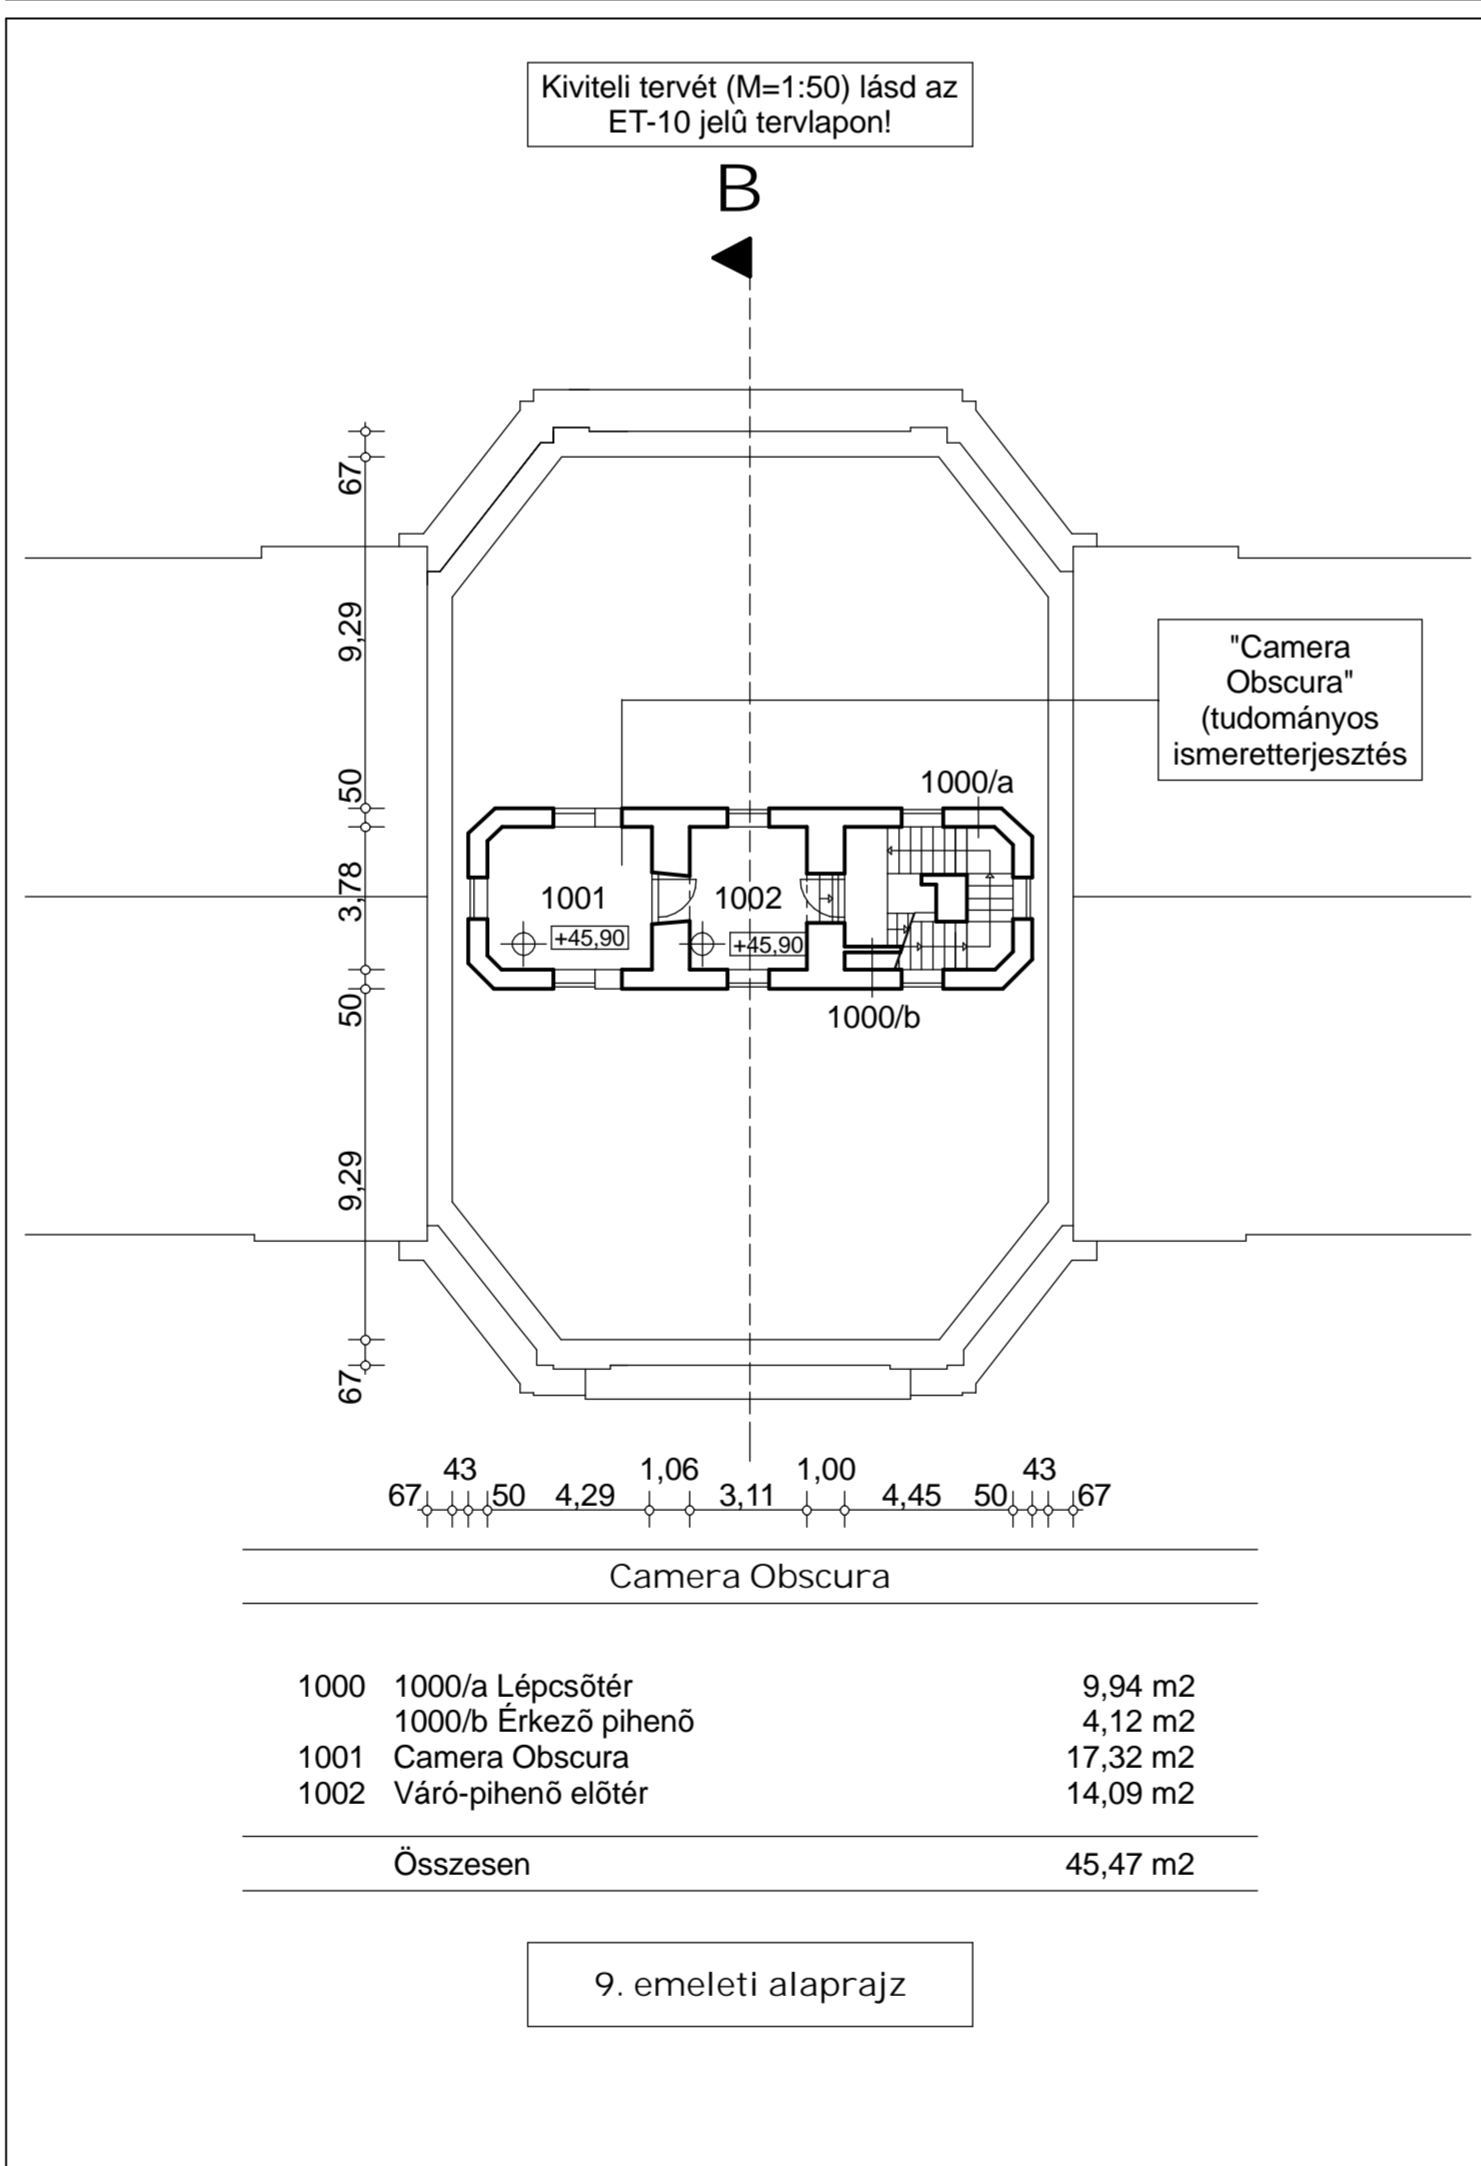 Kiviteli tervét (M=1:50) lásd az
ET-10 jelû tervlapon!
B
67
9,29
50
3,78
50
9,29
67
"Camera
Obscura"
(tudományos
ismeretterjesztés
1000/a
1001
+45,90
1002
+45,90
1000/b
67 43 50 4,29 1,06 3,11 1,00 4,45 50 43 67
Camera Obscura
1000 1000/a Lépcsõtér 9,94 m2
1000/b Érkezõ pihenõ 4,12 m2
1001 Camera Obscura 17,32 m2
1002 Váró-pihenõ elõtér 14,09 m2
Összesen 45,47 m2
9. emeleti alaprajz